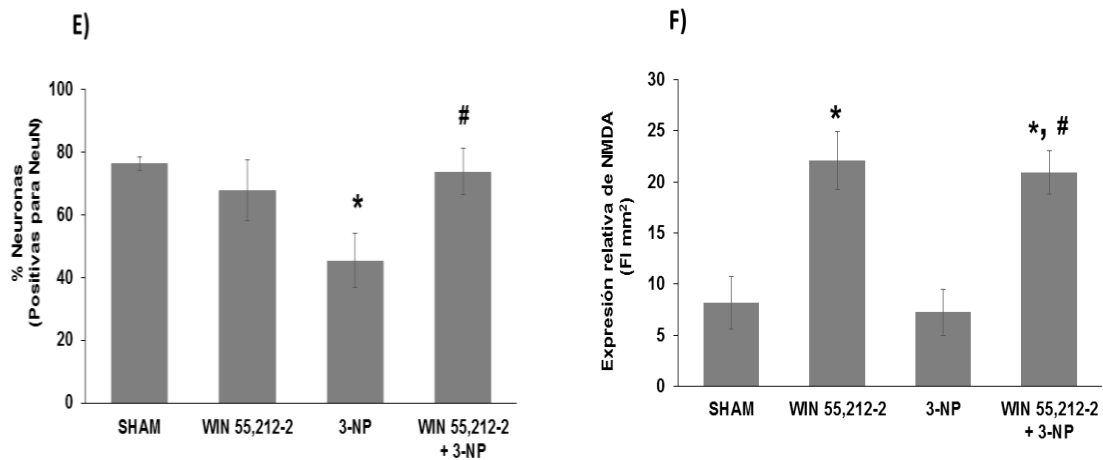 E)
% Neuronas
(Positivas para NeuN)
100
80
60
40
20
0
*
#
SHAM
WIN 55,212-2
3-NP
WIN 55,212-2
+ 3-NP
F)
Expresión relativa de NMDA
(FI mm²)
30
25
20
15
10
5
0
*
*, #
SHAM
WIN 55,212-2
3-NP
WIN 55,212-2
+ 3-NP